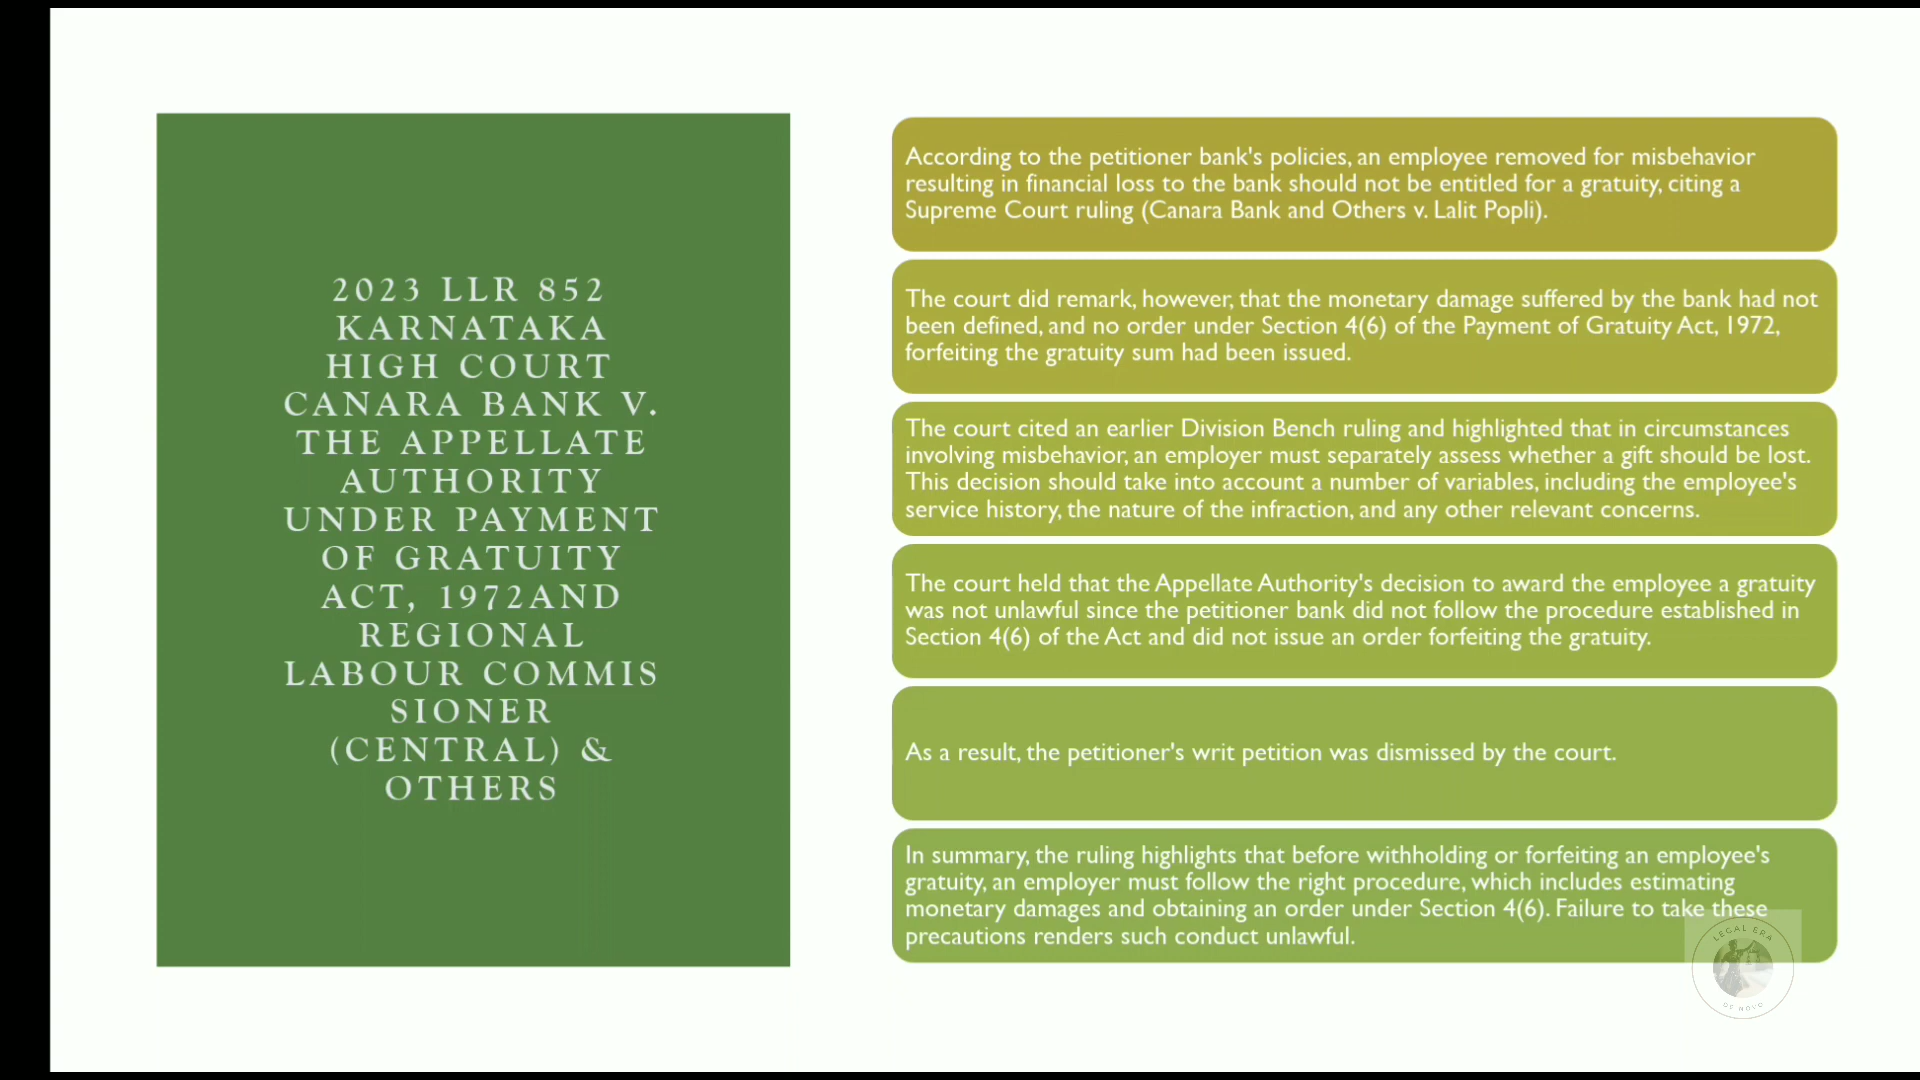 2023 LLR 852
KARNATAKA
HIGH COURT
CANARA BANK V.
THE APPELLATE
AUTHORITY
UNDER PAYMENT
OF GRATUITY
ACT, 1972AND
REGIONAL
LABOUR COMMIS
SIONER
(CENTRAL) &
OTHERS
According to the petitioner bank's policies, an employee removed for misbehavior
resulting in financial loss to the bank should not be entitled for a gratuity, citing a
Supreme Court ruling (Canara Bank and Others v. Lalit Popli).
The court did remark, however, that the monetary damage suffered by the bank had not
been defined, and no order under Section 4(6) of the Payment of Gratuity Act, 1972,
forfeiting the gratuity sum had been issued.
The court cited an earlier Division Bench ruling and highlighted that in circumstances
involving misbehavior, an employer must separately assess whether a gift should be lost.
This decision should take into account a number of variables, including the employee's
service history, the nature of the infraction, and any other relevant concerns.
The court held that the Appellate Authority's decision to award the employee a gratuity
was not unlawful since the petitioner bank did not follow the procedure established in
Section 4(6) of the Act and did not issue an order forfeiting the gratuity.
As a result, the petitioner's writ petition was dismissed by the court.
In summary, the ruling highlights that before withholding or forfeiting an employee's
gratuity, an employer must follow the right procedure, which includes estimating
monetary damages and obtaining an order under Section 4(6). Failure to take these
precautions renders such conduct unlawful.
LEGAL ERA
DE NOVO